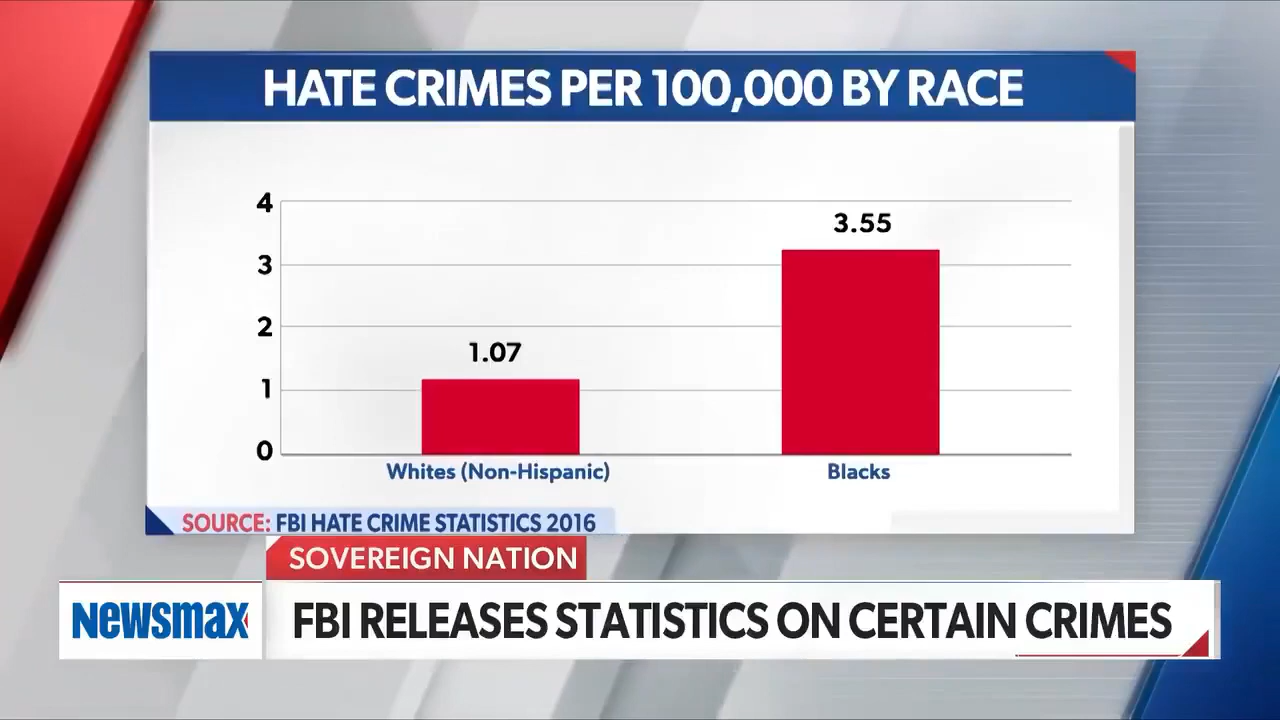 HATE CRIMES PER 100,000 BY RACE
4
3.55
3
2
1.07
1
0
Whites (Non-Hispanic) Blacks
SOURCE: FBI HATE CRIME STATISTICS 2016
SOVEREIGN NATION
NEWSMAX FBI RELEASES STATISTICS ON CERTAIN CRIMES